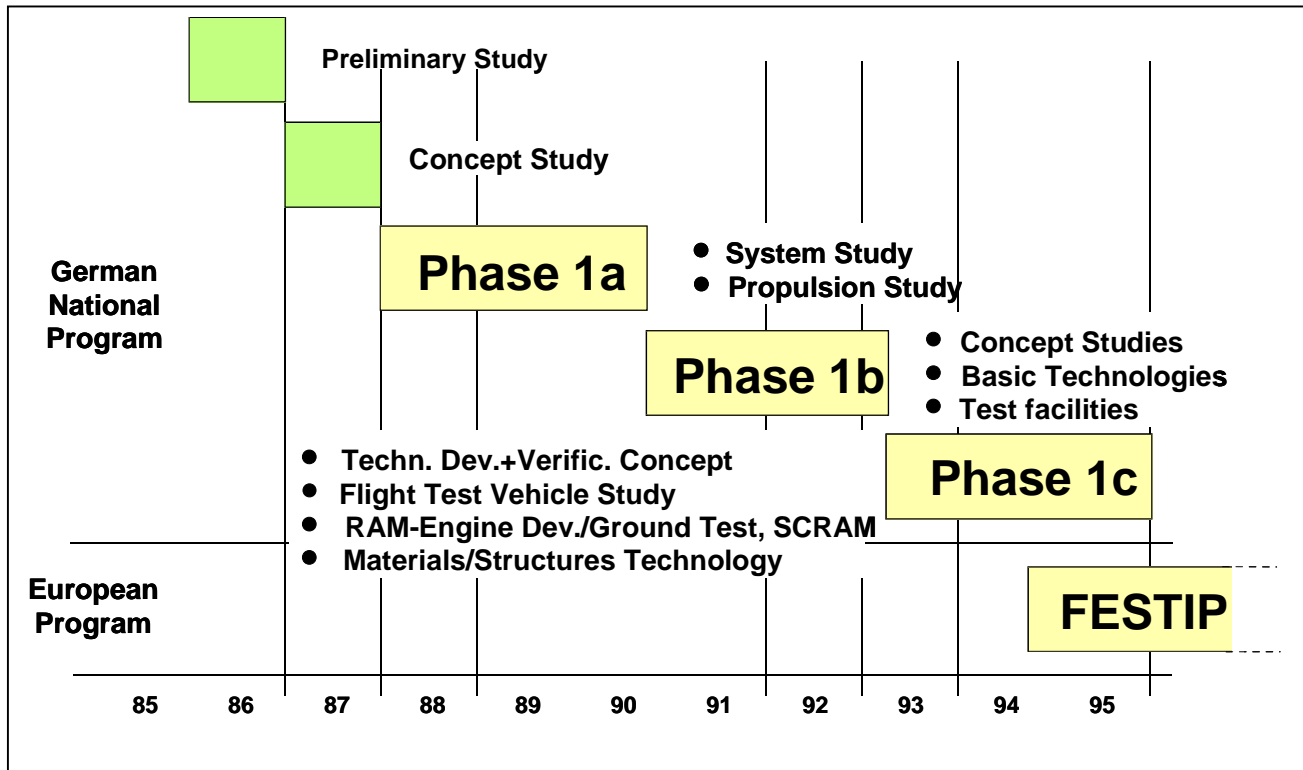 Preliminary Study
Concept Study
German
National
Program
Phase 1a
● System Study
● Propulsion Study
Phase 1b
● Concept Studies
● Basic Technologies
● Test facilities
Phase 1c
● Techn. Dev.+Verific. Concept
● Flight Test Vehicle Study
● RAM-Engine Dev./Ground Test, SCRAM
● Materials/Structures Technology
European
Program
FESTIP
85 86 87 88 89 90 91 92 93 94 95